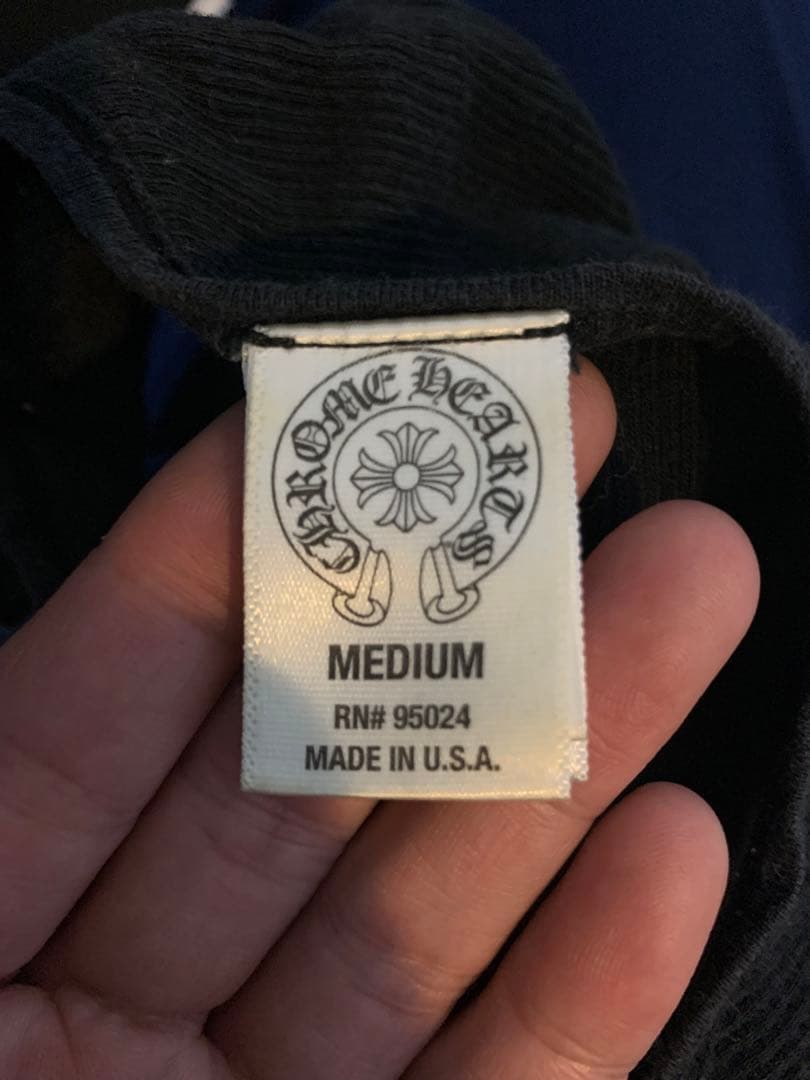 CHROME HEARTS
MEDIUM
RN# 95024
MADE IN U.S.A.